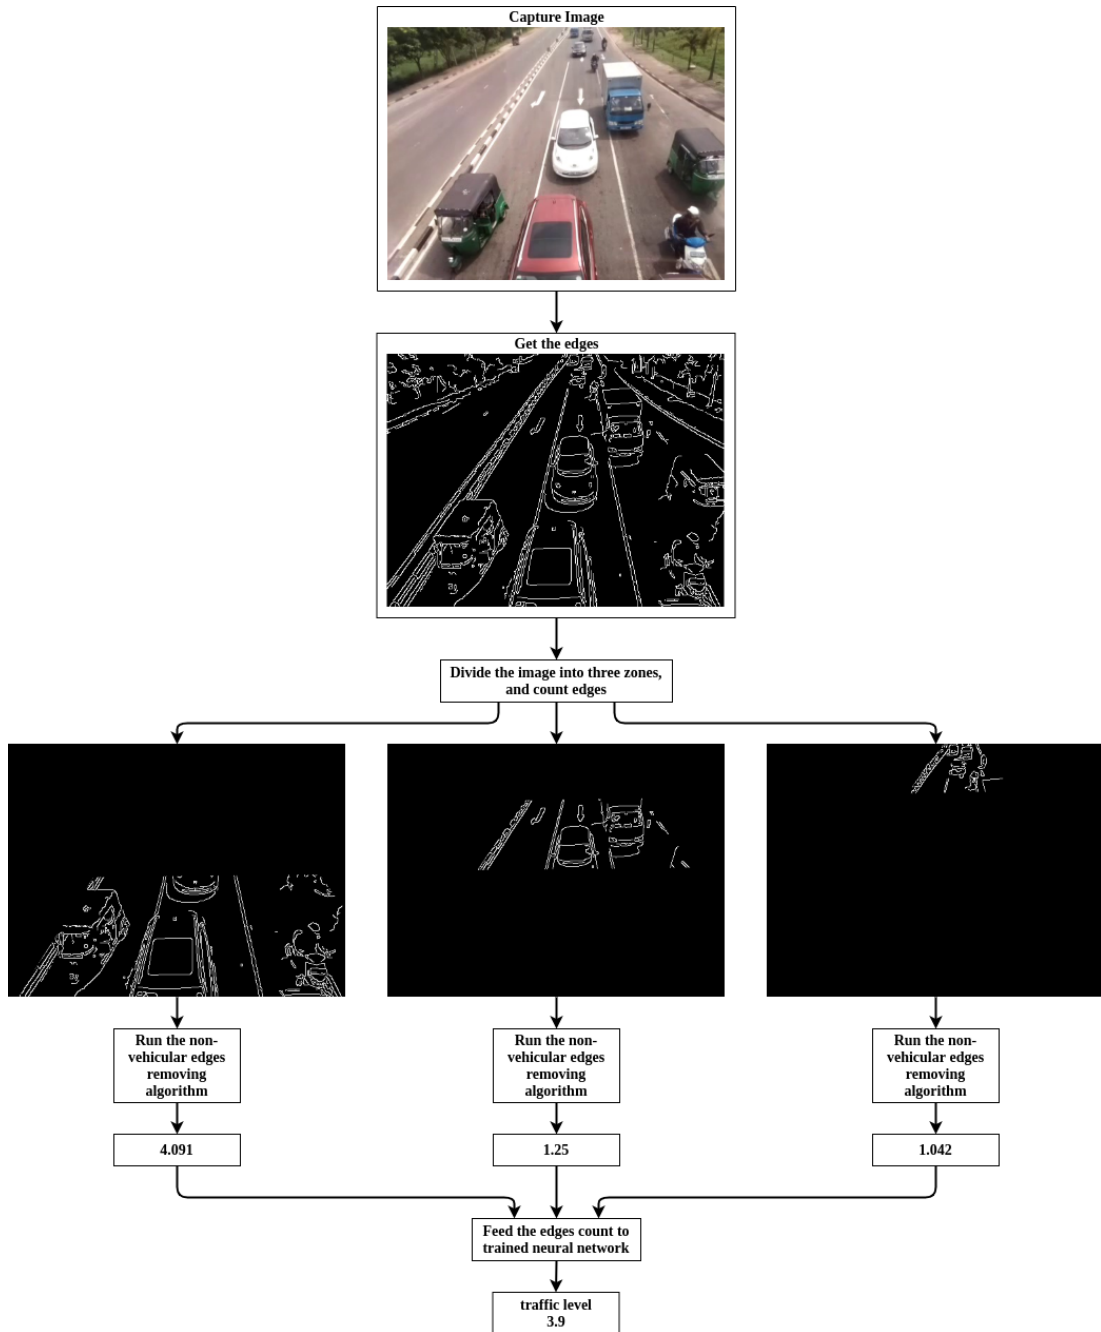 Capture Image
Get the edges
Divide the image into three zones,
and count edges
Run the non-
vehicular edges
removing
algorithm
Run the non-
vehicular edges
removing
algorithm
Run the non-
vehicular edges
removing
algorithm
4.091
1.25
1.042
Feed the edges count to
trained neural network
traffic level
3.9